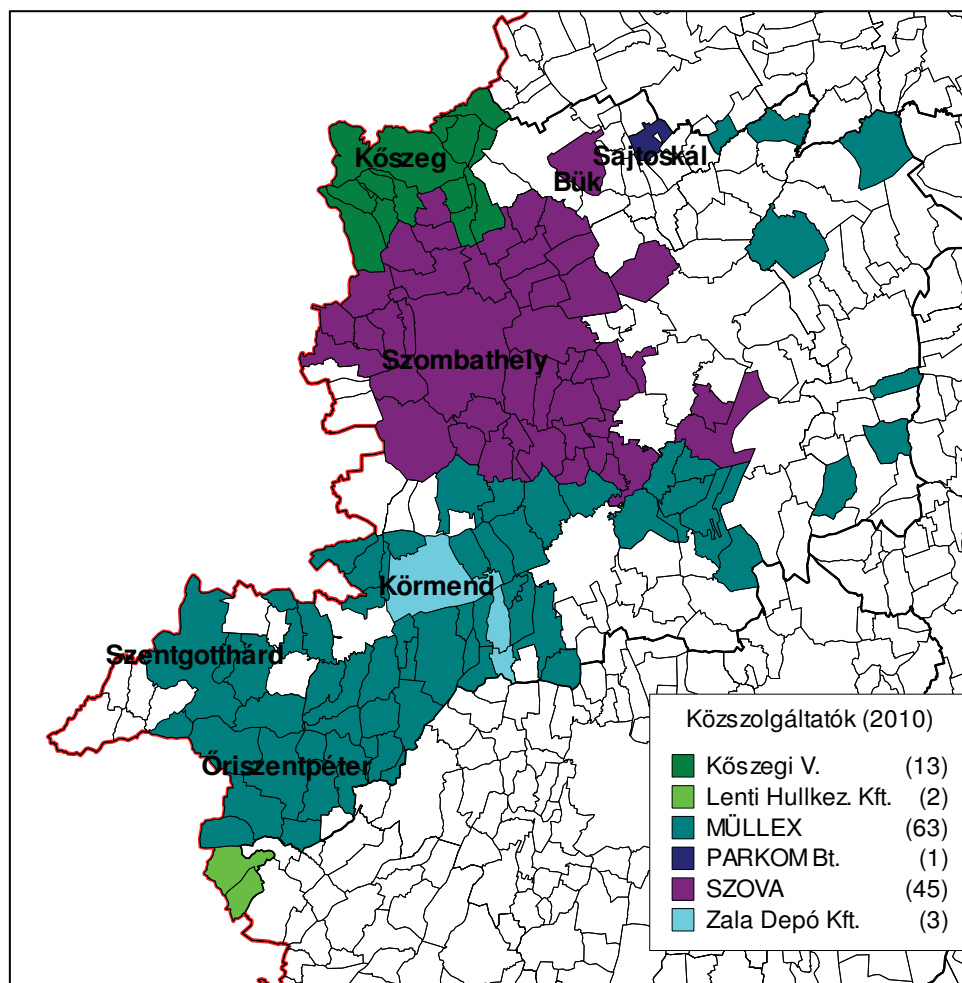 Kőszeg
Sajtoskál
Bük
Szombathely
Körmend
Szentgotthárd
Őriszentpéter
Közszolgáltatók (2010)
Kőszegi V. (13)
Lenti Hullkez. Kft. (2)
MÜLLEX (63)
PARKOM Bt. (1)
SZOVA (45)
Zala Depó Kft. (3)